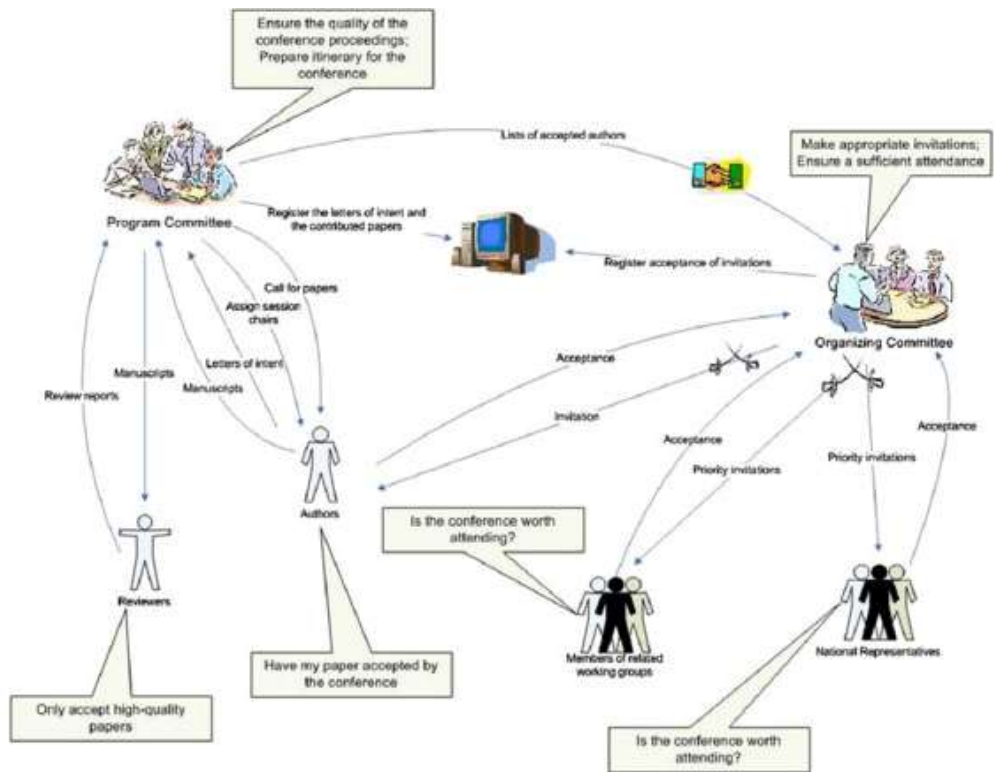 Ensure the quality of the
conference proceedings;
Prepare itinerary for the
conference
Lists of accepted authors
Make appropriate invitations;
Ensure a sufficient attendance
Program Committee
Register the letters of intent and
the contributed papers
Register acceptance of invitations
Call for papers
Assign session
chairs
Organizing Committee
Acceptance
Letters of intent
Manuscripts
Manuscripts
Review reports
Invitation
Acceptance
Acceptance
Priority invitations
Priority invitations
Authors
Is the conference worth
attending?
Reviewers
Members of related
working groups
National Representatives
Have my paper accepted by
the conference
Only accept high-quality
papers
Is the conference worth
attending?